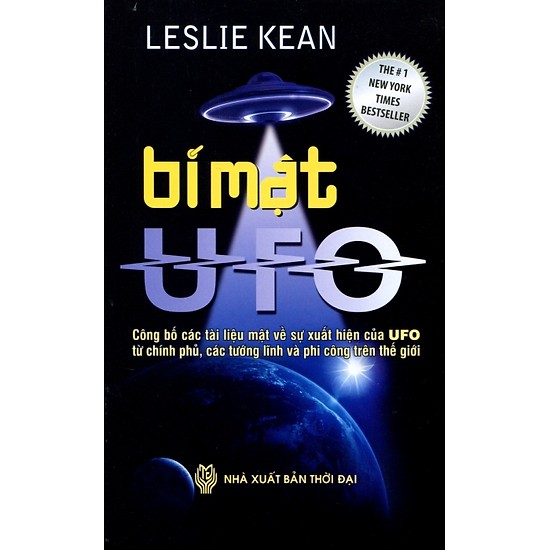 LESLIE KEAN
THE # 1
NEW YORK
TIMES
BESTSELLER
bí mật
UFO
Công bố các tài liệu mật về sự xuất hiện của UFO
từ chính phủ, các tướng lĩnh và phi công trên thế giới
NHÀ XUẤT BẢN THỜI ĐẠI